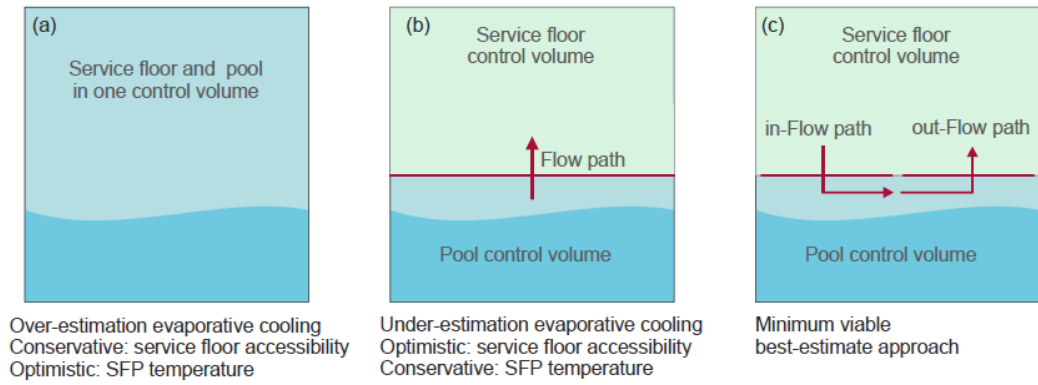 (a)
Service floor and pool
in one control volume
Over-estimation evaporative cooling
Conservative: service floor accessibility
Optimistic: SFP temperature
(b)
Service floor
control volume
Flow path
Pool control volume
Under-estimation evaporative cooling
Optimistic: service floor accessibility
Conservative: SFP temperature
(c)
Service floor
control volume
in-Flow path
out-Flow path
Pool control volume
Minimum viable
best-estimate approach